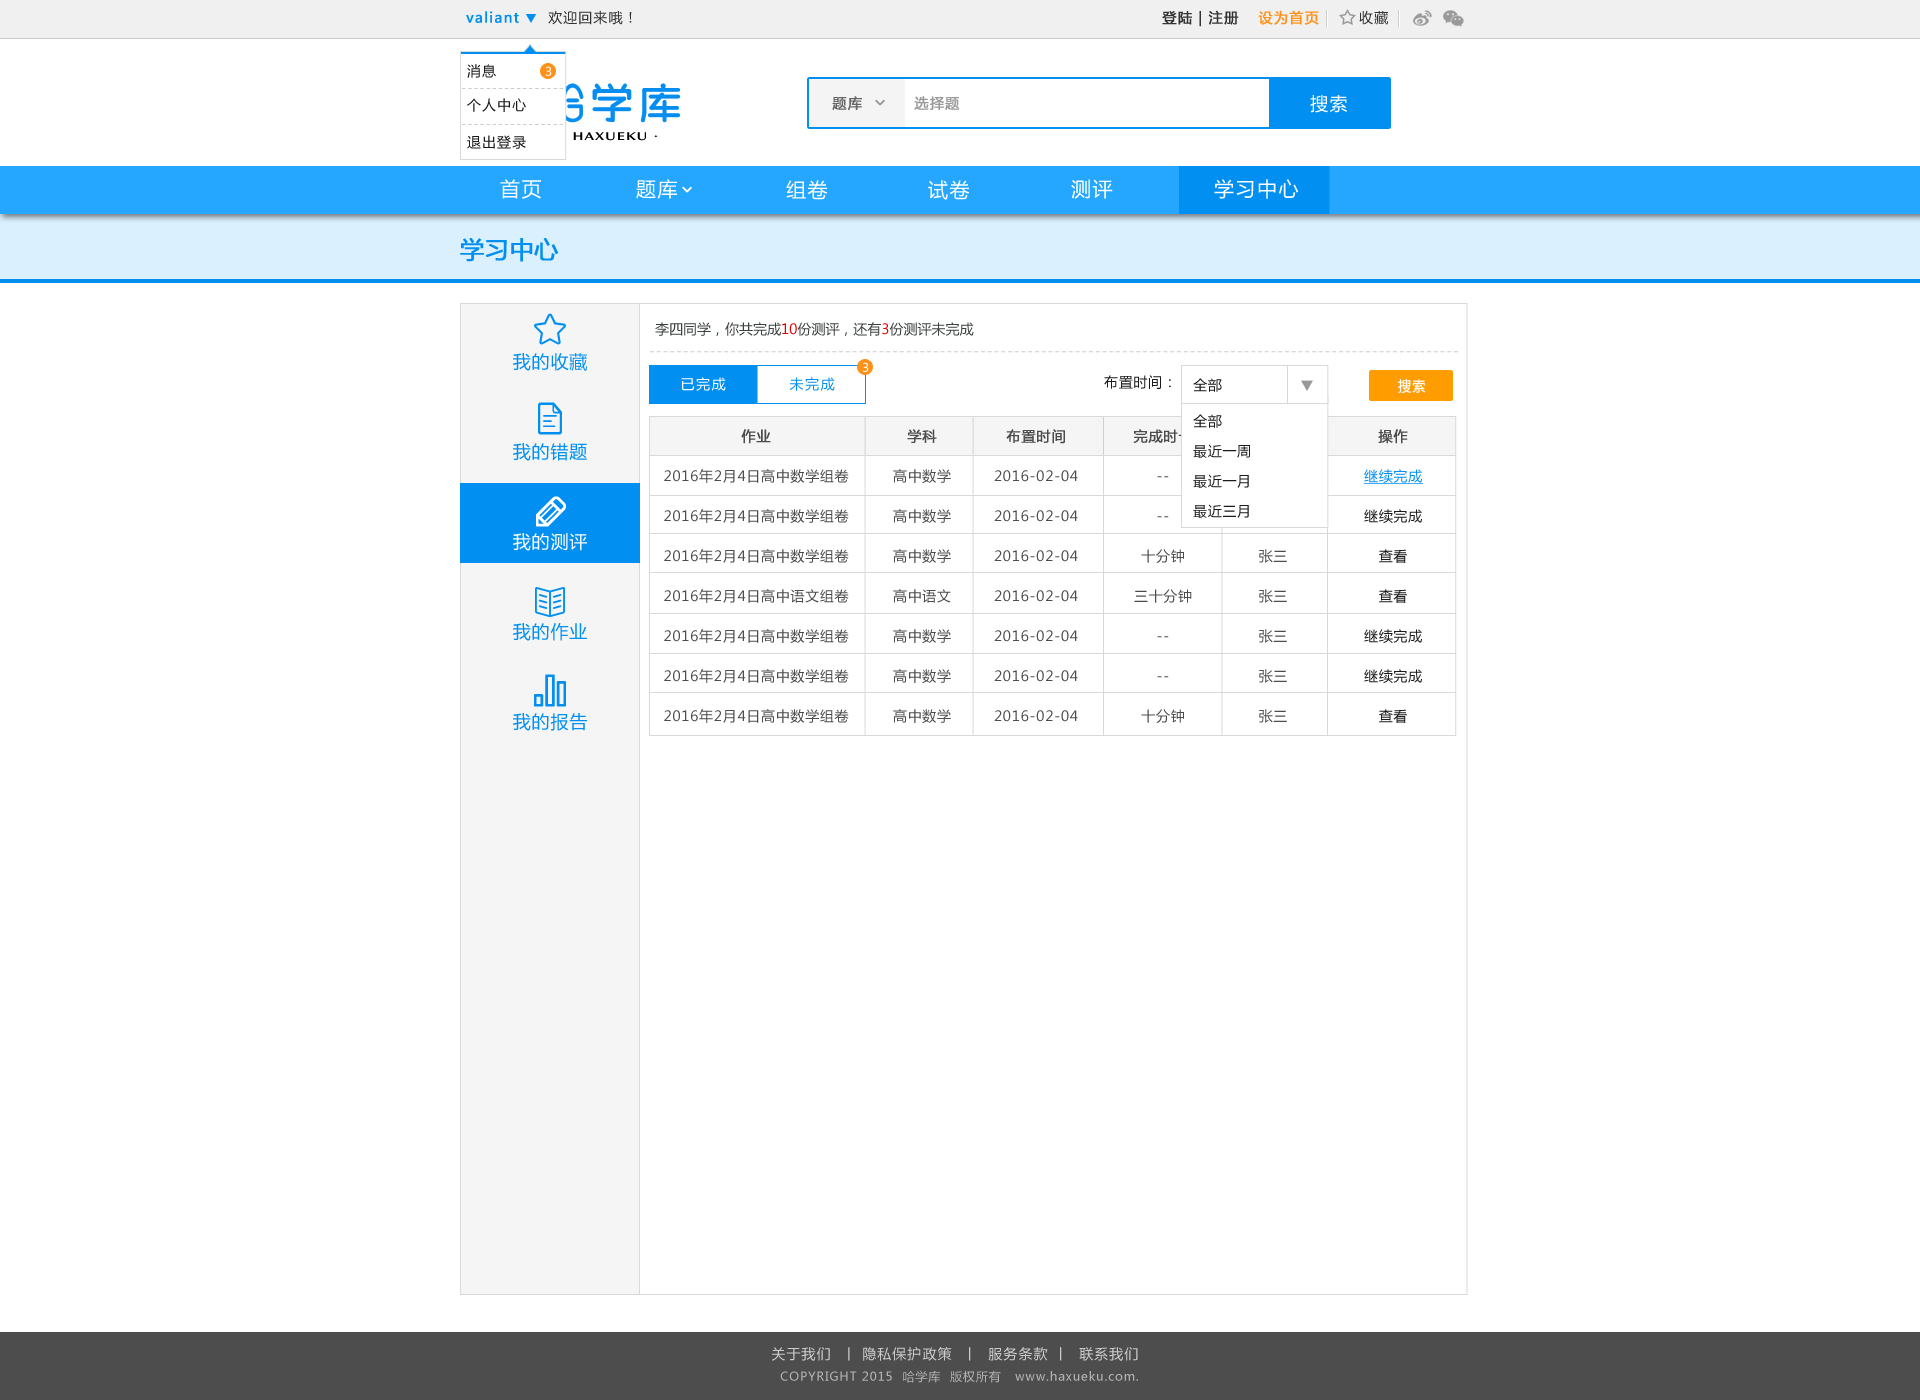 valiant ▼ 欢迎回来哦！ 登陆 | 注册 设为首页 收藏
消息 3
个人中心
退出登录
学库
HAXUEKU ·
题库 选择题 搜索
首页 题库 组卷 试卷 测评 学习中心
学习中心
我的收藏
我的错题
我的测评
我的作业
我的报告
李四同学，你共完成10份测评，还有3份测评未完成
已完成 未完成 3 布置时间： 全部 ▼ 搜索
全部
最近一周
最近一月
最近三月
作业 学科 布置时间 完成时 操作
2016年2月4日高中数学组卷 高中数学 2016-02-04 -- 继续完成
2016年2月4日高中数学组卷 高中数学 2016-02-04 -- 继续完成
2016年2月4日高中数学组卷 高中数学 2016-02-04 十分钟 张三 查看
2016年2月4日高中语文组卷 高中语文 2016-02-04 三十分钟 张三 查看
2016年2月4日高中数学组卷 高中数学 2016-02-04 -- 张三 继续完成
2016年2月4日高中数学组卷 高中数学 2016-02-04 -- 张三 继续完成
2016年2月4日高中数学组卷 高中数学 2016-02-04 十分钟 张三 查看
关于我们 | 隐私保护政策 | 服务条款 | 联系我们
COPYRIGHT 2015 哈学库 版权所有 www.haxueku.com.